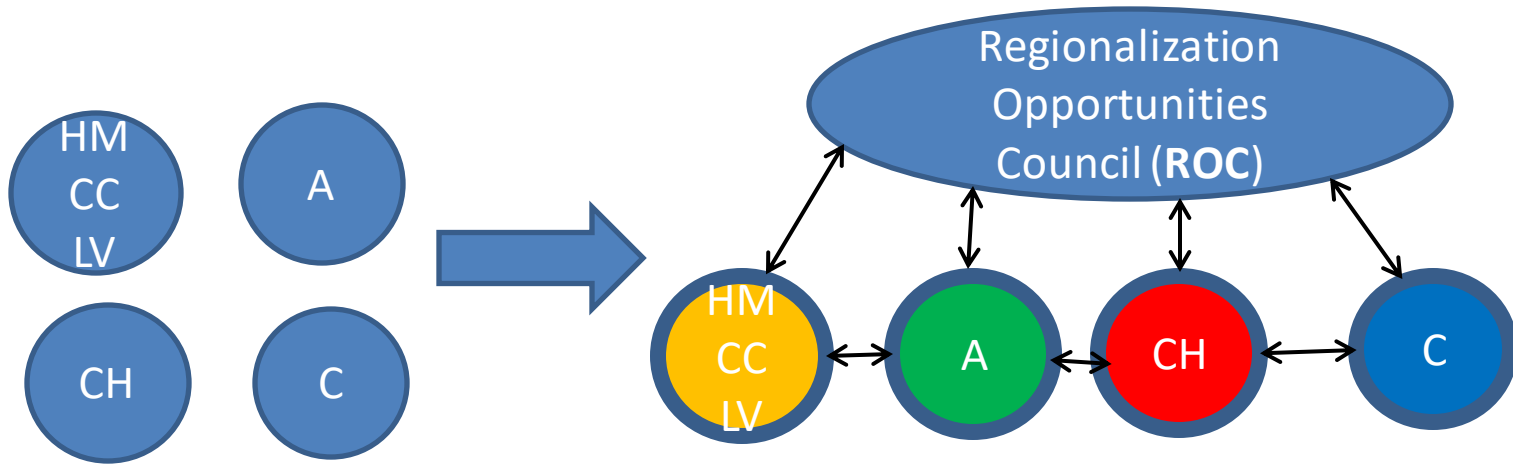 HM
CC
LV
A
CH
C
Regionalization
Opportunities
Council (ROC)
HM
CC
LV
A
CH
C